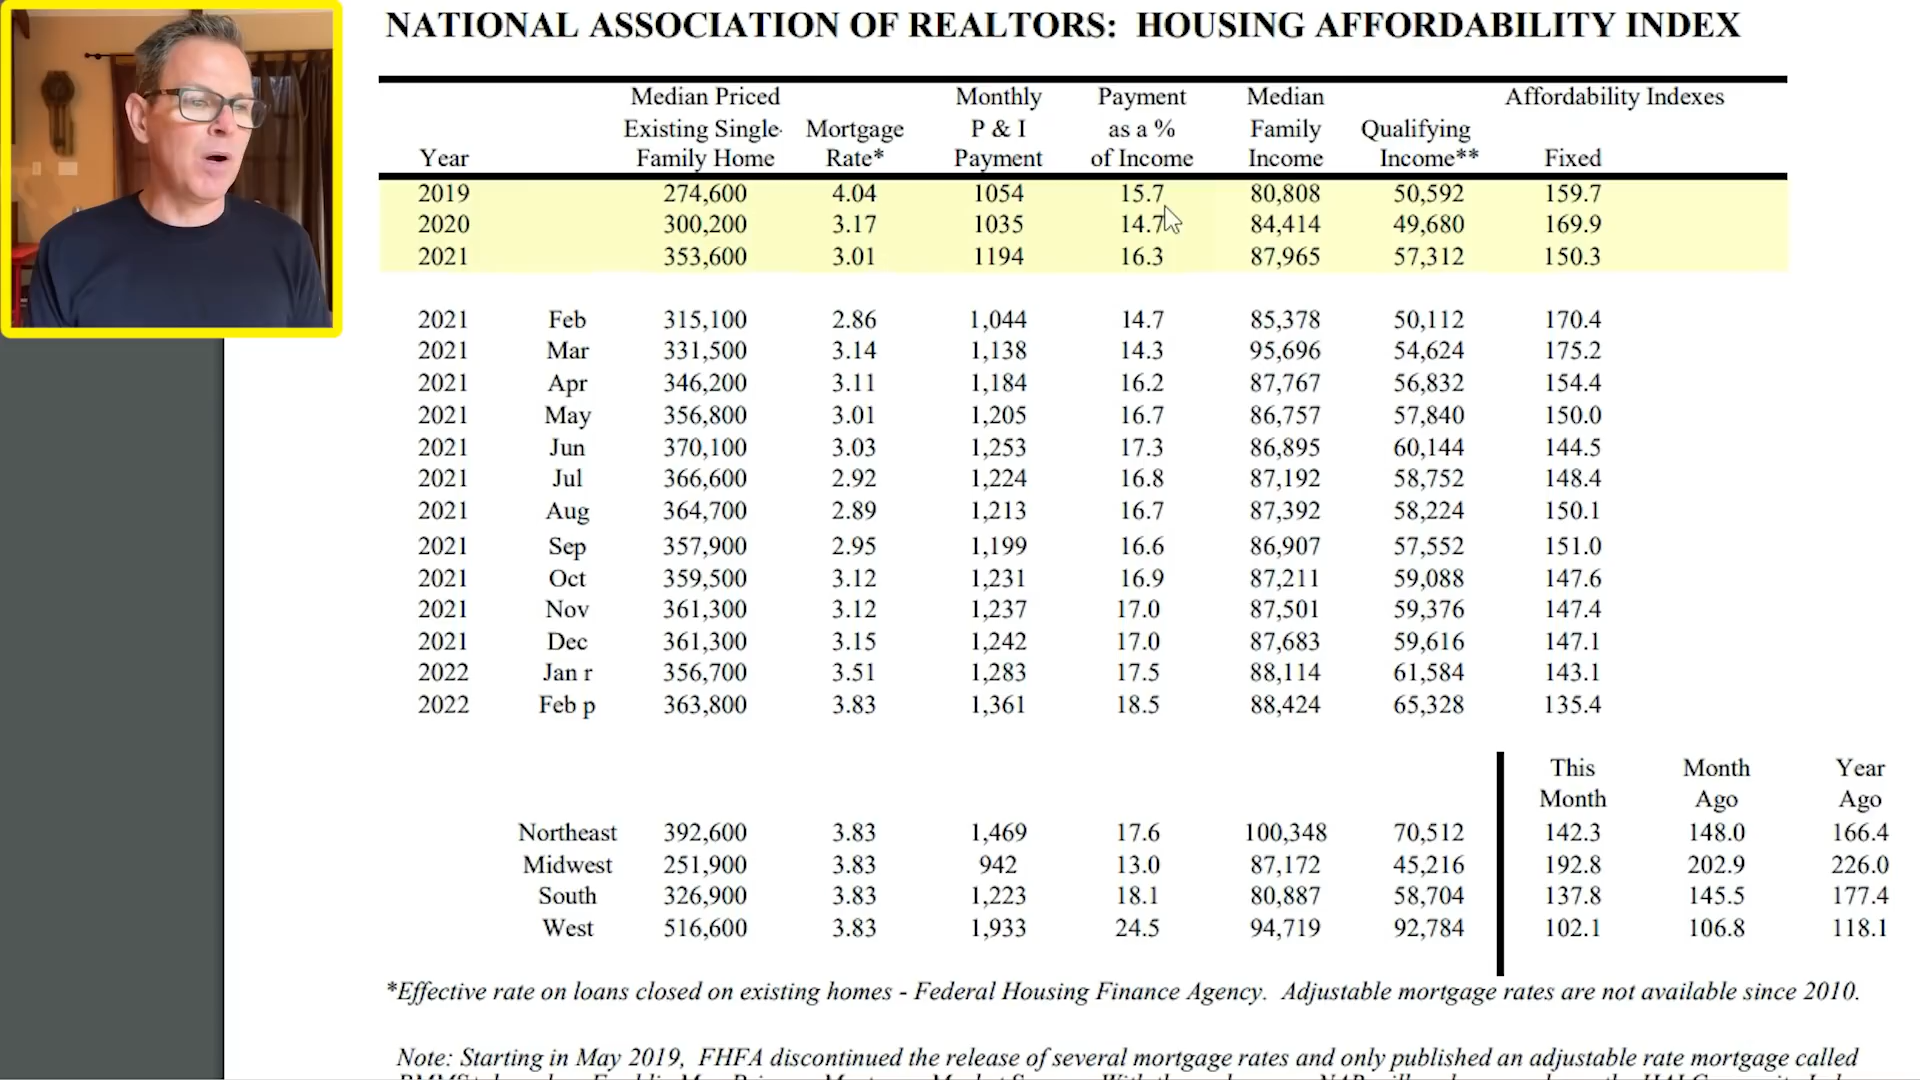 NATIONAL ASSOCIATION OF REALTORS: HOUSING AFFORDABILITY INDEX
Median Priced Monthly Payment Median Affordability Indexes
Existing Single- Mortgage P & I as a % Family Qualifying
Year Family Home Rate* Payment of Income Income Income** Fixed
2019 274,600 4.04 1054 15.7 80,808 50,592 159.7
2020 300,200 3.17 1035 14.7 84,414 49,680 169.9
2021 353,600 3.01 1194 16.3 87,965 57,312 150.3
2021 Feb 315,100 2.86 1,044 14.7 85,378 50,112 170.4
2021 Mar 331,500 3.14 1,138 14.3 95,696 54,624 175.2
2021 Apr 346,200 3.11 1,184 16.2 87,767 56,832 154.4
2021 May 356,800 3.01 1,205 16.7 86,757 57,840 150.0
2021 Jun 370,100 3.03 1,253 17.3 86,895 60,144 144.5
2021 Jul 366,600 2.92 1,224 16.8 87,192 58,752 148.4
2021 Aug 364,700 2.89 1,213 16.7 87,392 58,224 150.1
2021 Sep 357,900 2.95 1,199 16.6 86,907 57,552 151.0
2021 Oct 359,500 3.12 1,231 16.9 87,211 59,088 147.6
2021 Nov 361,300 3.12 1,237 17.0 87,501 59,376 147.4
2021 Dec 361,300 3.15 1,242 17.0 87,683 59,616 147.1
2022 Jan r 356,700 3.51 1,283 17.5 88,114 61,584 143.1
2022 Feb p 363,800 3.83 1,361 18.5 88,424 65,328 135.4
This Month Year
Month Ago Ago
Northeast 392,600 3.83 1,469 17.6 100,348 70,512 142.3 148.0 166.4
Midwest 251,900 3.83 942 13.0 87,172 45,216 192.8 202.9 226.0
South 326,900 3.83 1,223 18.1 80,887 58,704 137.8 145.5 177.4
West 516,600 3.83 1,933 24.5 94,719 92,784 102.1 106.8 118.1
*Effective rate on loans closed on existing homes - Federal Housing Finance Agency. Adjustable mortgage rates are not available since 2010.
Note: Starting in May 2019, FHFA discontinued the release of several mortgage rates and only published an adjustable rate mortgage called